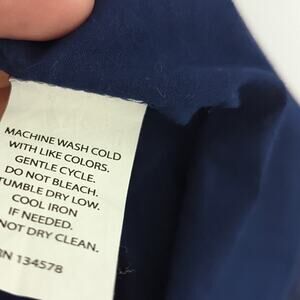 MACHINE WASH COLD
WITH LIKE COLORS.
GENTLE CYCLE.
DO NOT BLEACH.
TUMBLE DRY LOW.
COOL IRON
IF NEEDED.
NOT DRY CLEAN.
RN 134578